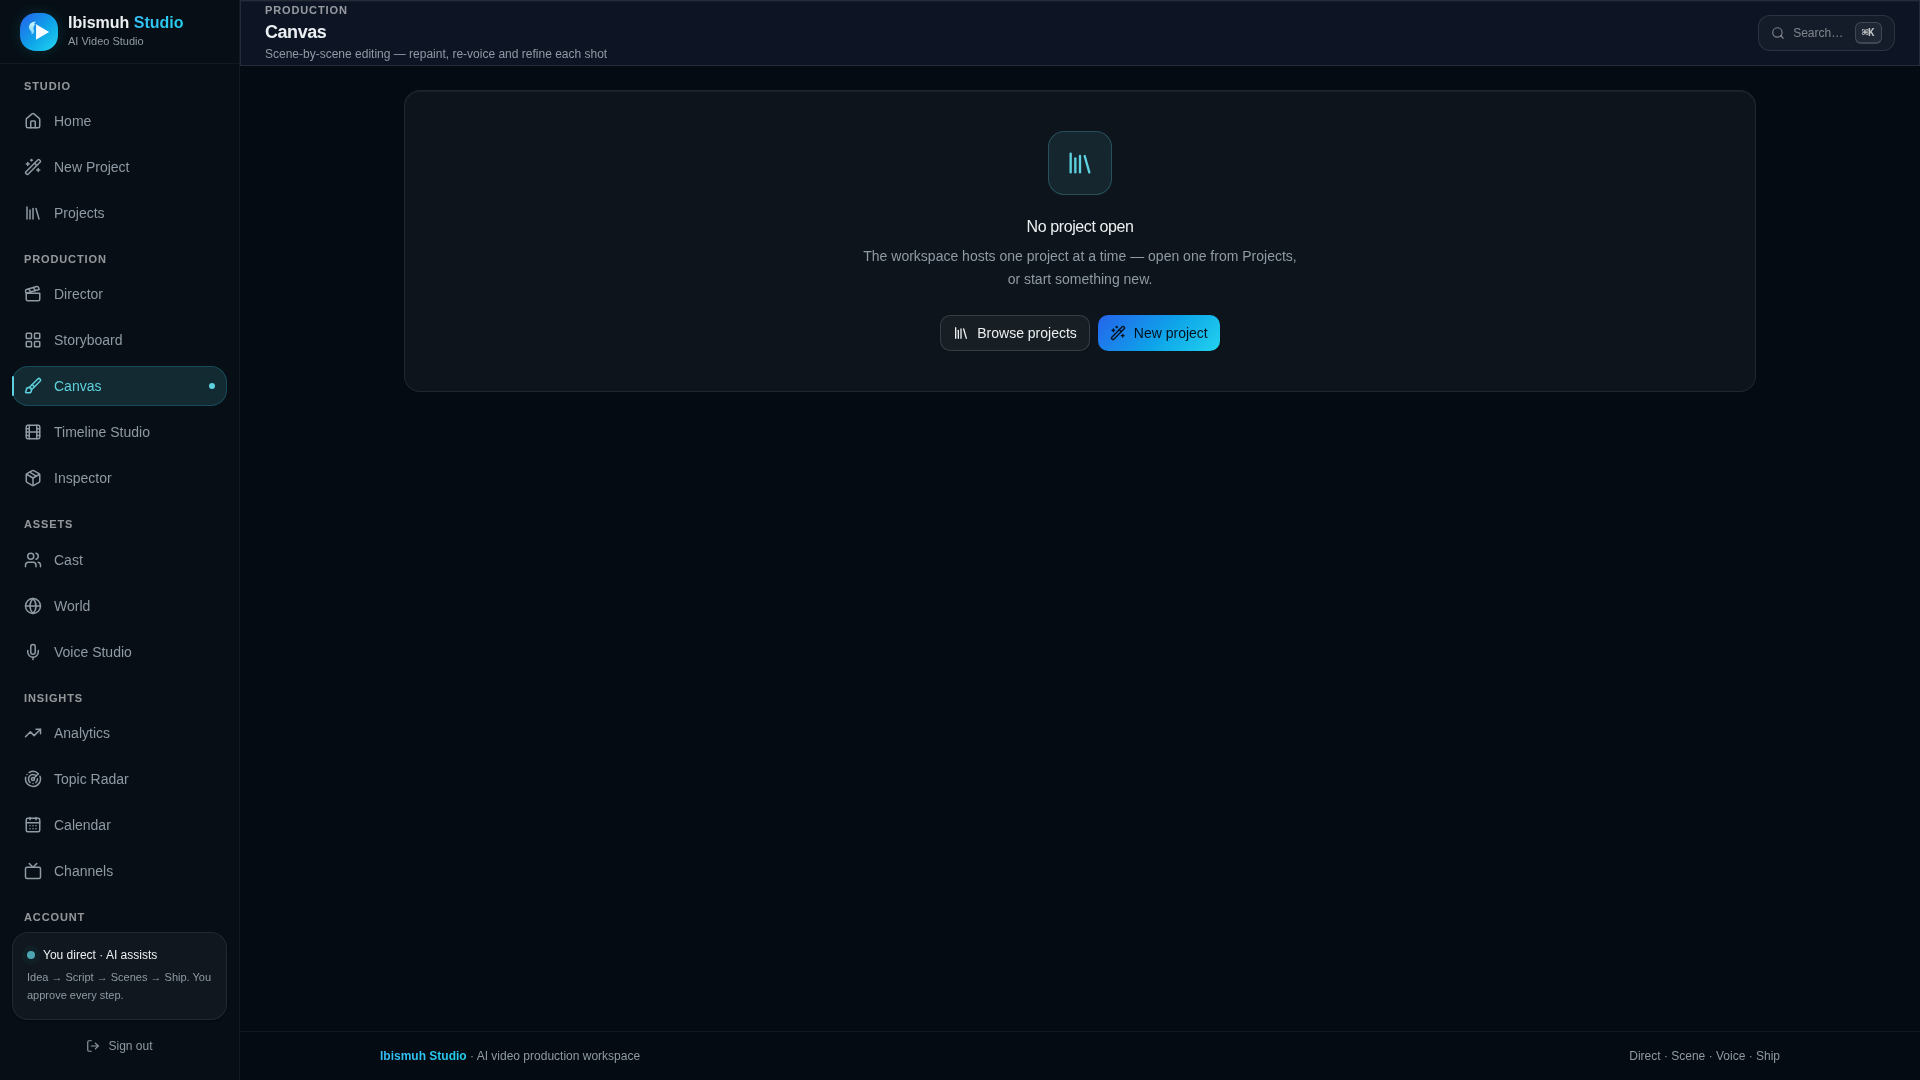 Ibismuh Studio
AI Video Studio
STUDIO
Home
New Project
Projects
PRODUCTION
Director
Storyboard
Canvas
Timeline Studio
Inspector
ASSETS
Cast
World
Voice Studio
INSIGHTS
Analytics
Topic Radar
Calendar
Channels
ACCOUNT
You direct · AI assists
Idea → Script → Scenes → Ship. You
approve every step.
Sign out
PRODUCTION
Canvas
Scene-by-scene editing — repaint, re-voice and refine each shot
Search… ⌘K
No project open
The workspace hosts one project at a time — open one from Projects,
or start something new.
Browse projects
New project
Ibismuh Studio · AI video production workspace
Direct · Scene · Voice · Ship